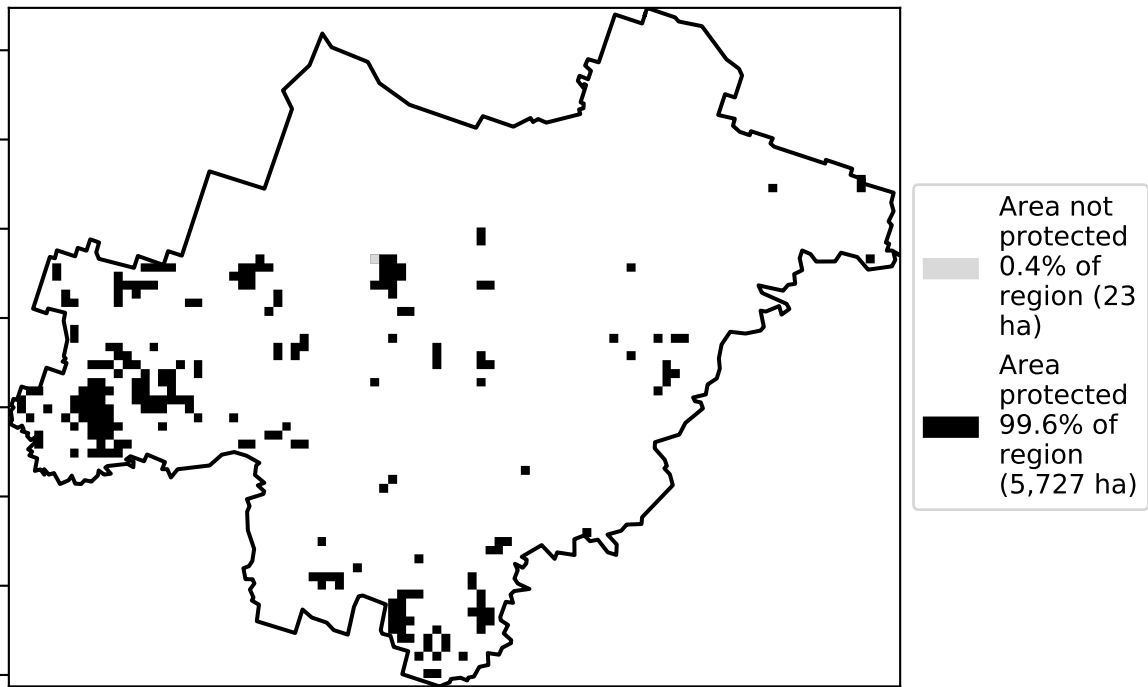 Area not
protected
0.4% of
region (23
ha)
Area
protected
99.6% of
region
(5,727 ha)